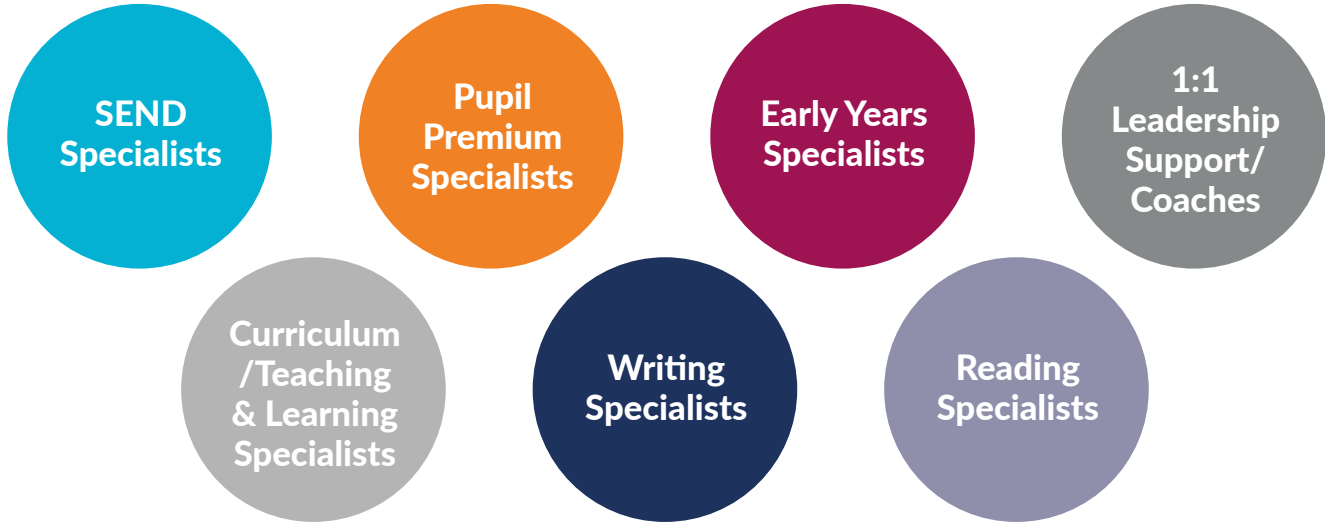 SEND
Specialists
Pupil
Premium
Specialists
Early Years
Specialists
1:1
Leadership
Support/
Coaches
Curriculum
/Teaching
& Learning
Specialists
Writing
Specialists
Reading
Specialists